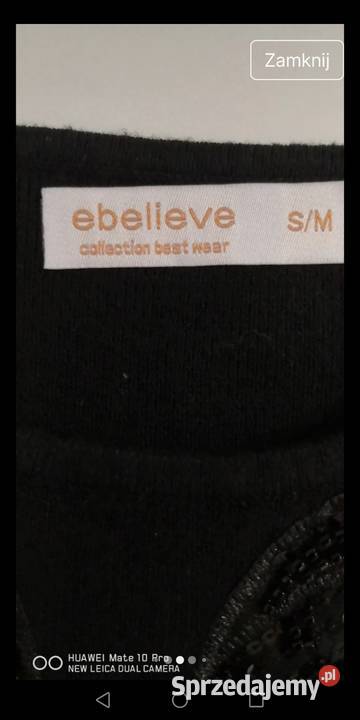 Zamknij
ebelieve S/M
collection best wear
HUAWEI Mate 10 Pro
NEW LEICA DUAL CAMERA
Sprzedajemy.pl